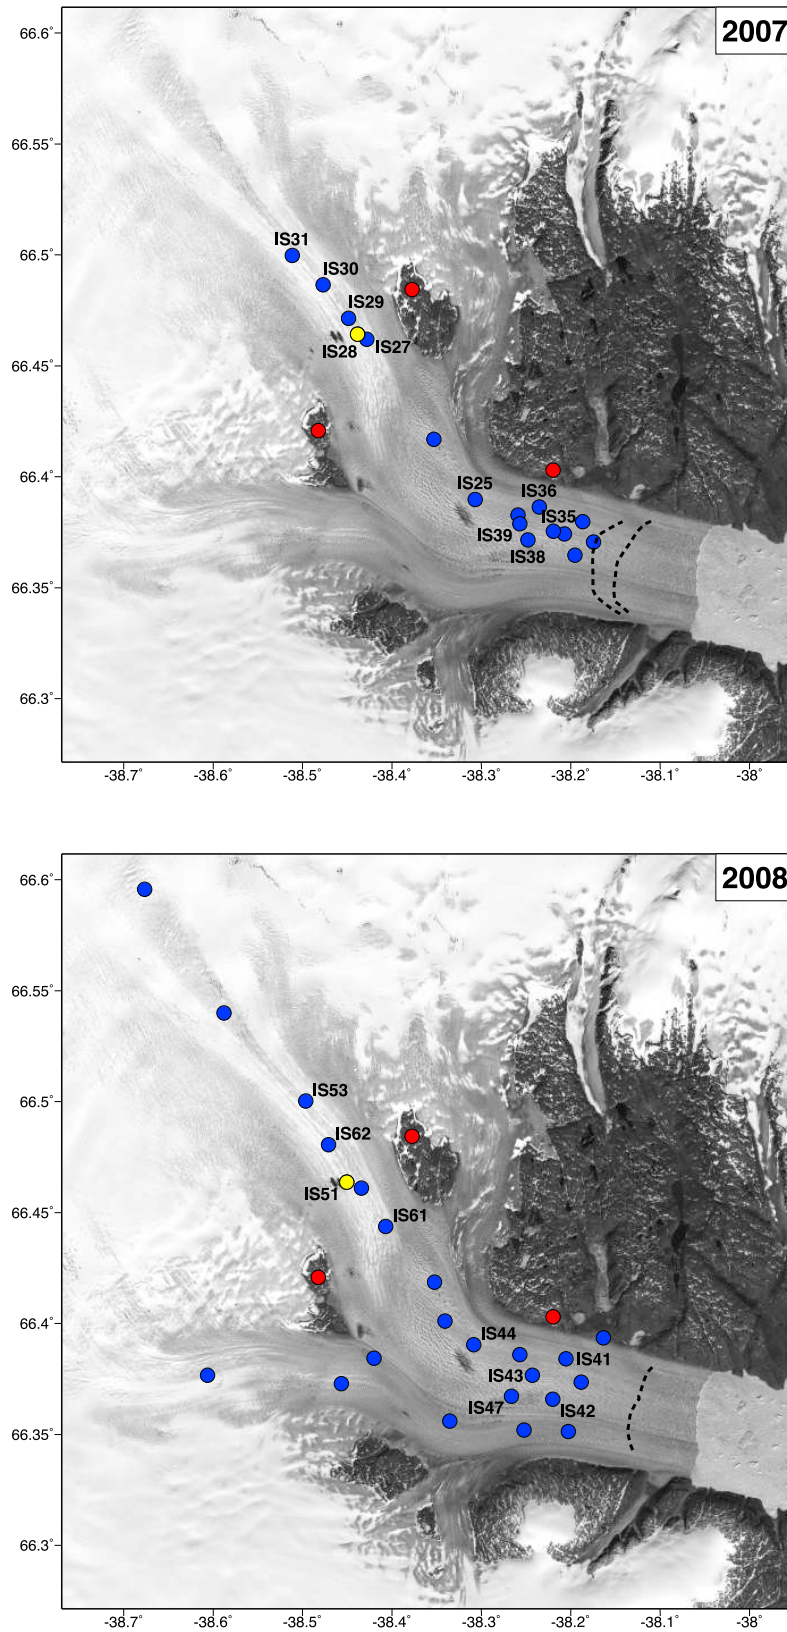 2007
66.6°
66.55°
66.5°
66.45°
66.4°
66.35°
66.3°
IS31
IS30
IS29
IS28
IS27
IS25
IS36
IS35
IS39
IS38
-38.7°
-38.6°
-38.5°
-38.4°
-38.3°
-38.2°
-38.1°
-38°
2008
66.6°
66.55°
66.5°
66.45°
66.4°
66.35°
66.3°
IS53
IS62
IS51
IS61
IS44
IS41
IS43
IS47
IS42
-38.7°
-38.6°
-38.5°
-38.4°
-38.3°
-38.2°
-38.1°
-38°